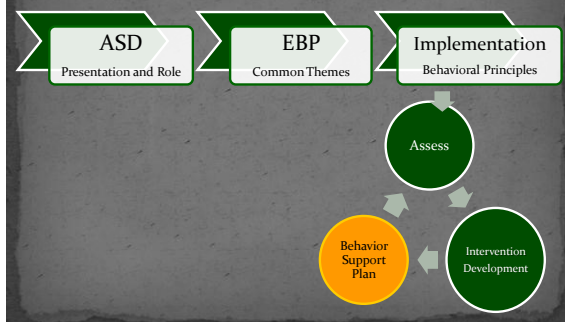 ASD
Presentation and Role
EBP
Common Themes
Implementation
Behavioral Principles
Assess
Intervention
Development
Behavior
Support
Plan